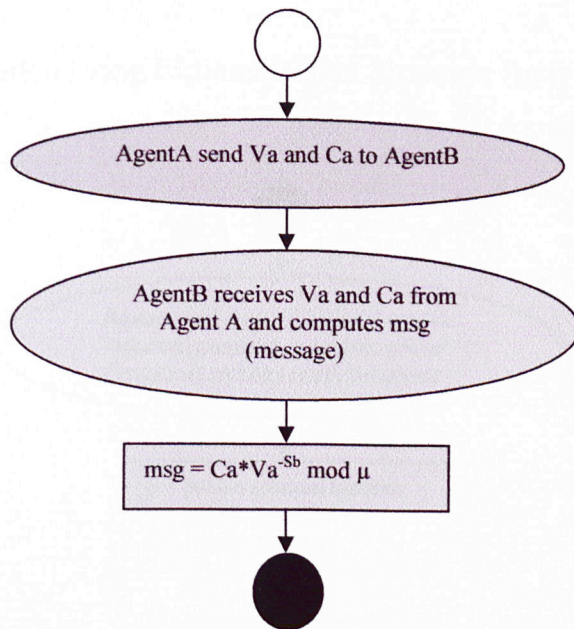 AgentA send Va and Ca to AgentB
AgentB receives Va and Ca from
Agent A and computes msg
(message)
msg = Ca*Va^-Sb mod μ